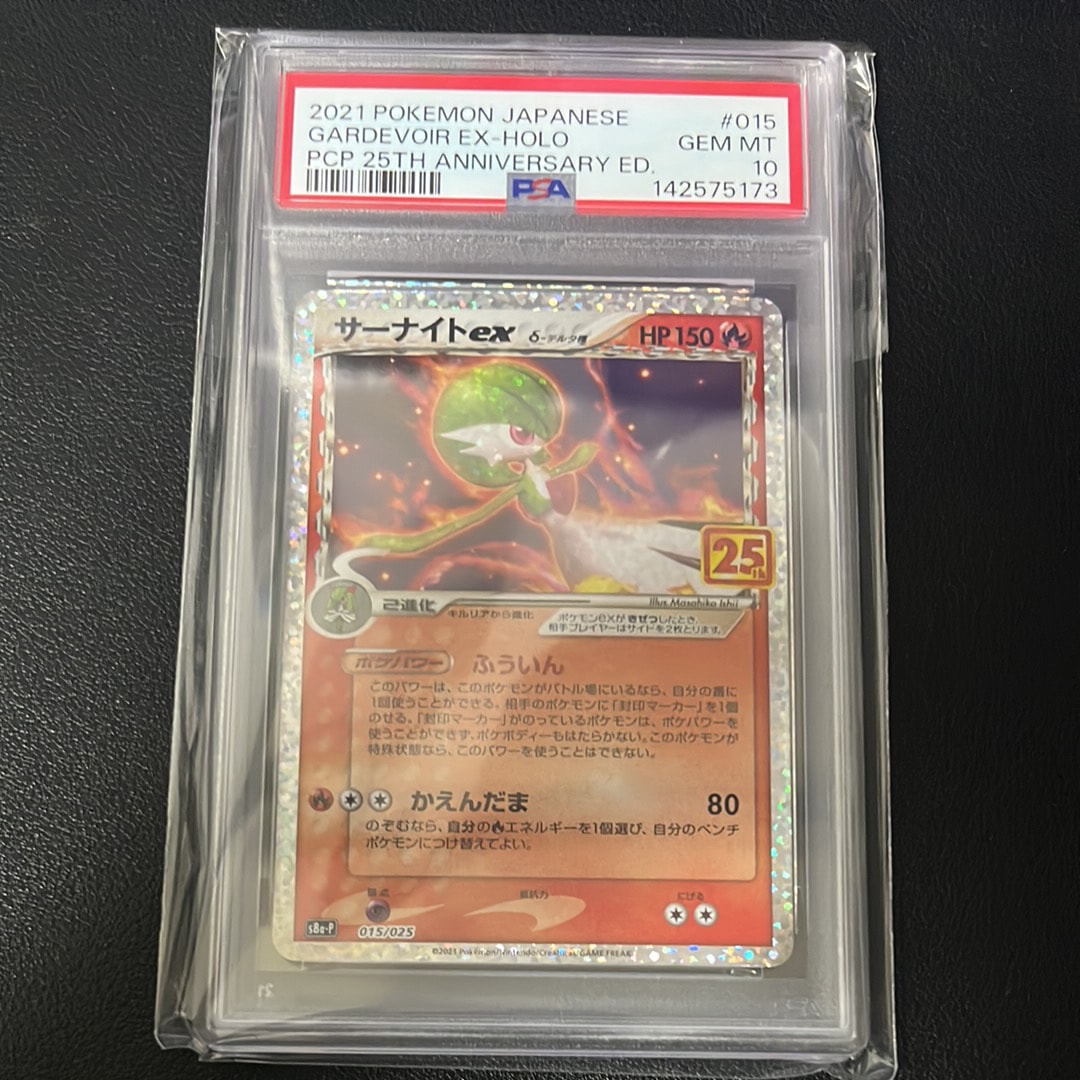 2021 POKEMON JAPANESE #015
GARDEVOIR EX-HOLO GEM MT
PCP 25TH ANNIVERSARY ED. 10
PSA 142575173
サーナイトex δ-デルタ種 HP150
25th
2進化
キルリアから進化
Illus. Masahiko Ishii
ポケモンexがきぜつしたとき、
相手プレイヤーはサイドを2枚とります。
ポケパワー ふういん
このパワーは、このポケモンがバトル場にいるなら、自分の番に
1回使うことができる。相手のポケモンに「封印マーカー」を1個
のせる。「封印マーカー」がのっているポケモンは、ポケパワーを
使うことができず、ポケボディーもはたらかない。このポケモンが
特殊状態なら、このパワーを使うことはできない。
かえんだま 80
のぞむなら、自分のエネルギーを1個選び、自分のベンチ
ポケモンにつけ替えてよい。
弱点 抵抗力 にげる
s8a-P 015/025
©2021 Pokémon/Nintendo/Creatures/GAME FREAK